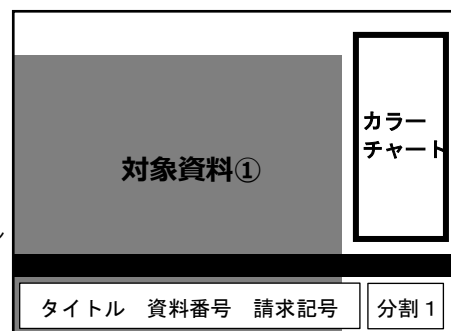 カラー
チャート
対象資料①
タイトル 資料番号 請求記号
分割1